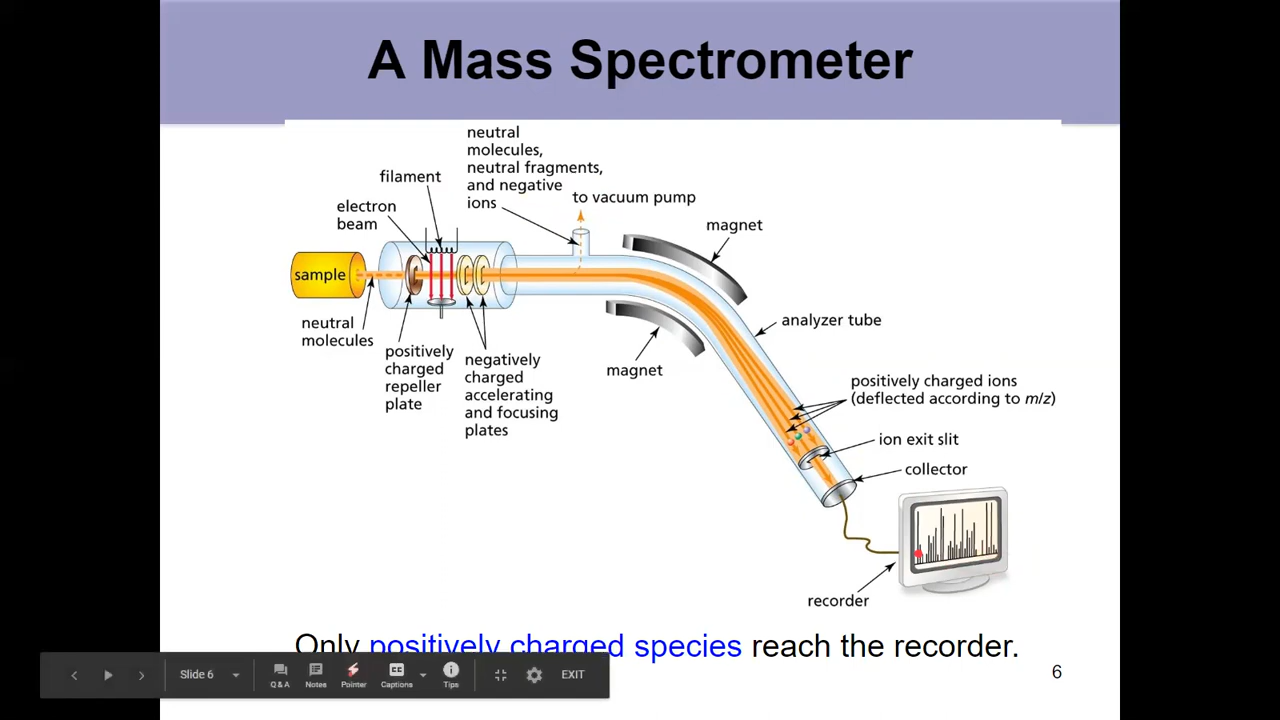 A Mass Spectrometer
neutral
molecules,
neutral fragments,
and negative
ions
to vacuum pump
filament
electron
beam
magnet
sample
neutral
molecules
positively
charged
repeller
plate
negatively
charged
accelerating
and focusing
plates
magnet
analyzer tube
positively charged ions
(deflected according to m/z)
ion exit slit
collector
recorder
Only positively charged species reach the recorder.
6
Slide 6
Q & A
Notes
Pointer
CC
Captions
Tips
EXIT